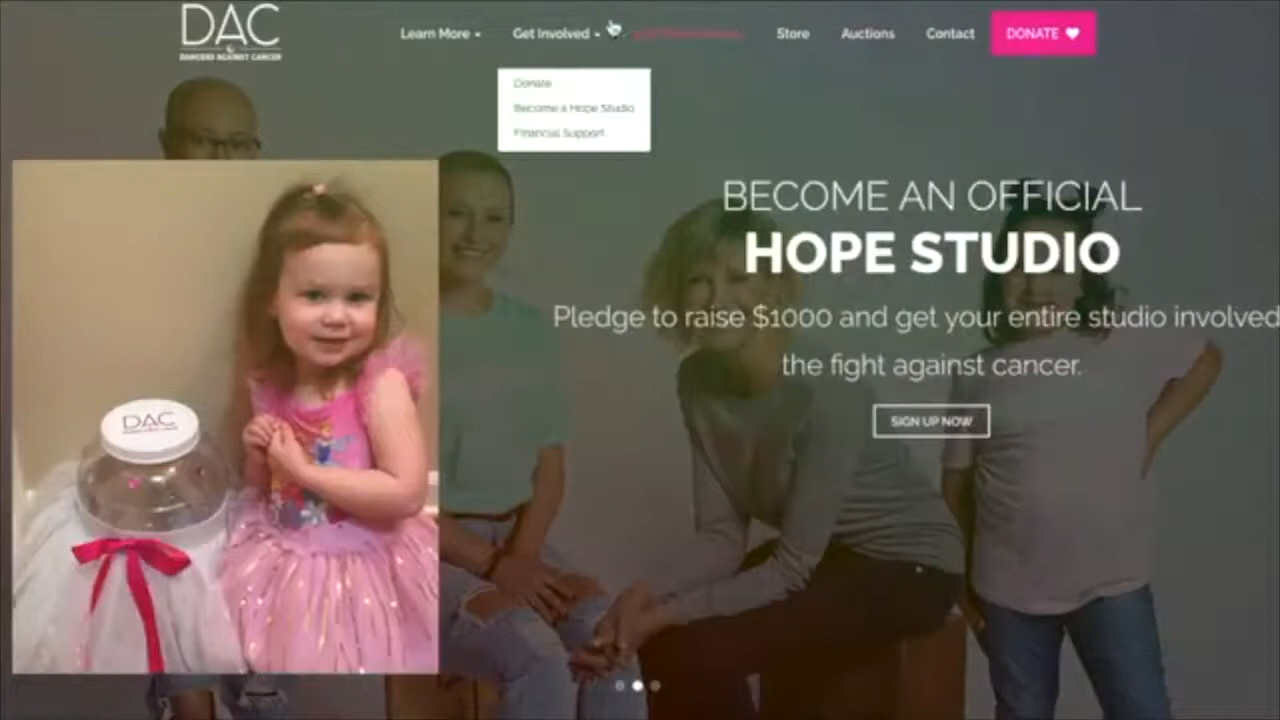 DAC
DANCERS AGAINST CANCER
Learn More
Get Involved
Store
Auctions
Contact
DONATE
Donate
Become a Hope Studio
Financial Support
BECOME AN OFFICIAL
HOPE STUDIO
Pledge to raise $1000 and get your entire studio involved
the fight against cancer.
SIGN UP NOW
DAC